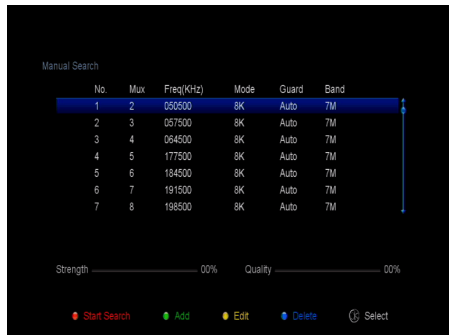 Manual Search
No. Mux Freq(KHz) Mode Guard Band
1 2 050500 8K Auto 7M
2 3 057500 8K Auto 7M
3 4 064500 8K Auto 7M
4 5 177500 8K Auto 7M
5 6 184500 8K Auto 7M
6 7 191500 8K Auto 7M
7 8 198500 8K Auto 7M
Strength 00% Quality 00%
Start Search Add Edit Delete OK Select